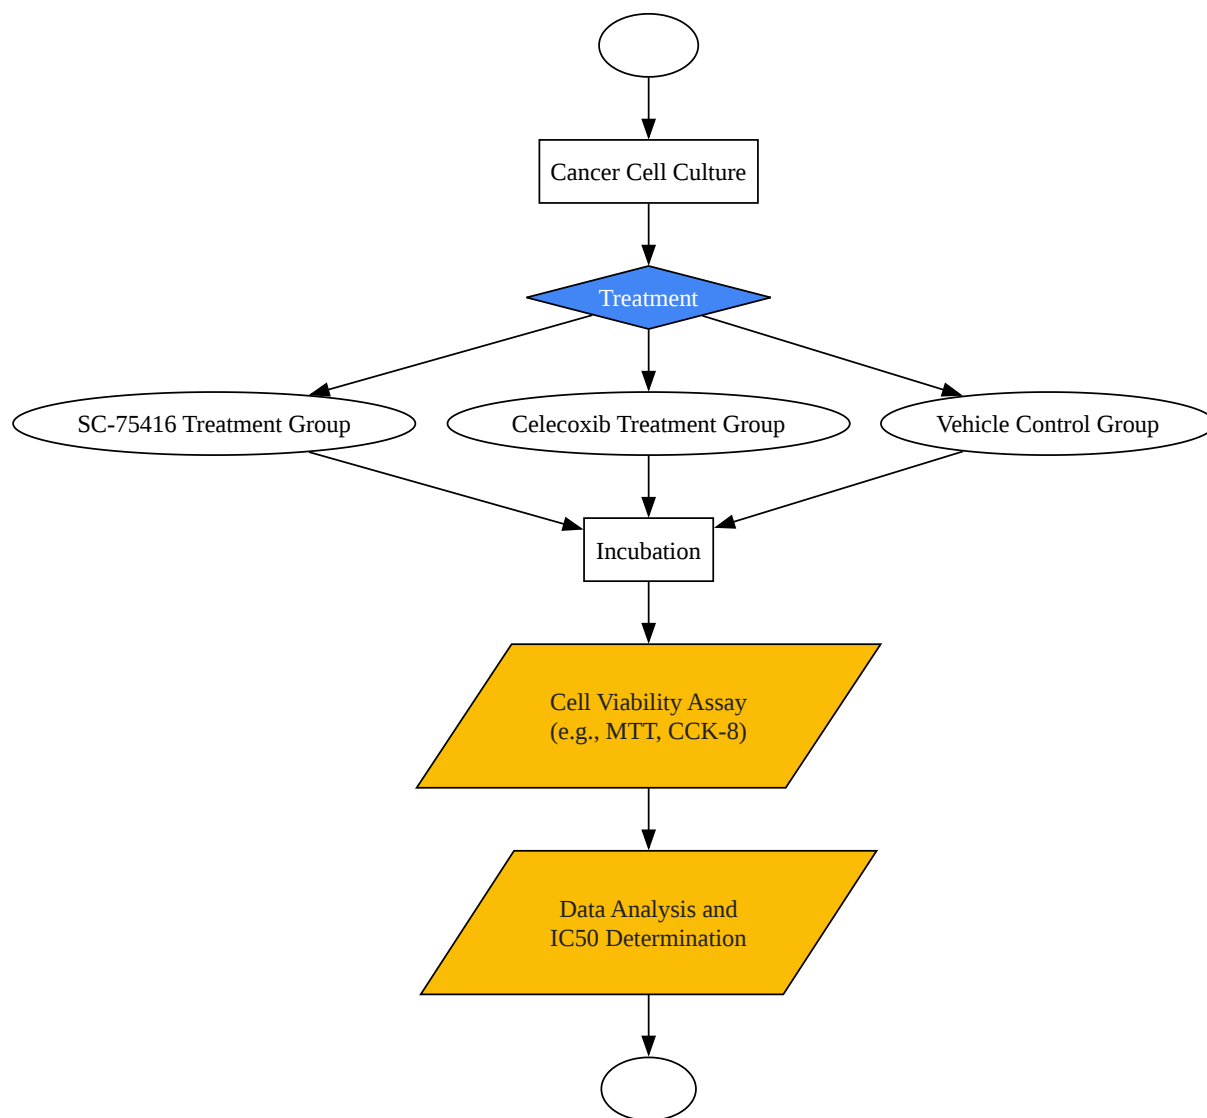 Cancer Cell Culture
Treatment
SC-75416 Treatment Group
Celecoxib Treatment Group
Vehicle Control Group
Incubation
Cell Viability Assay
(e.g., MTT, CCK-8)
Data Analysis and
IC50 Determination